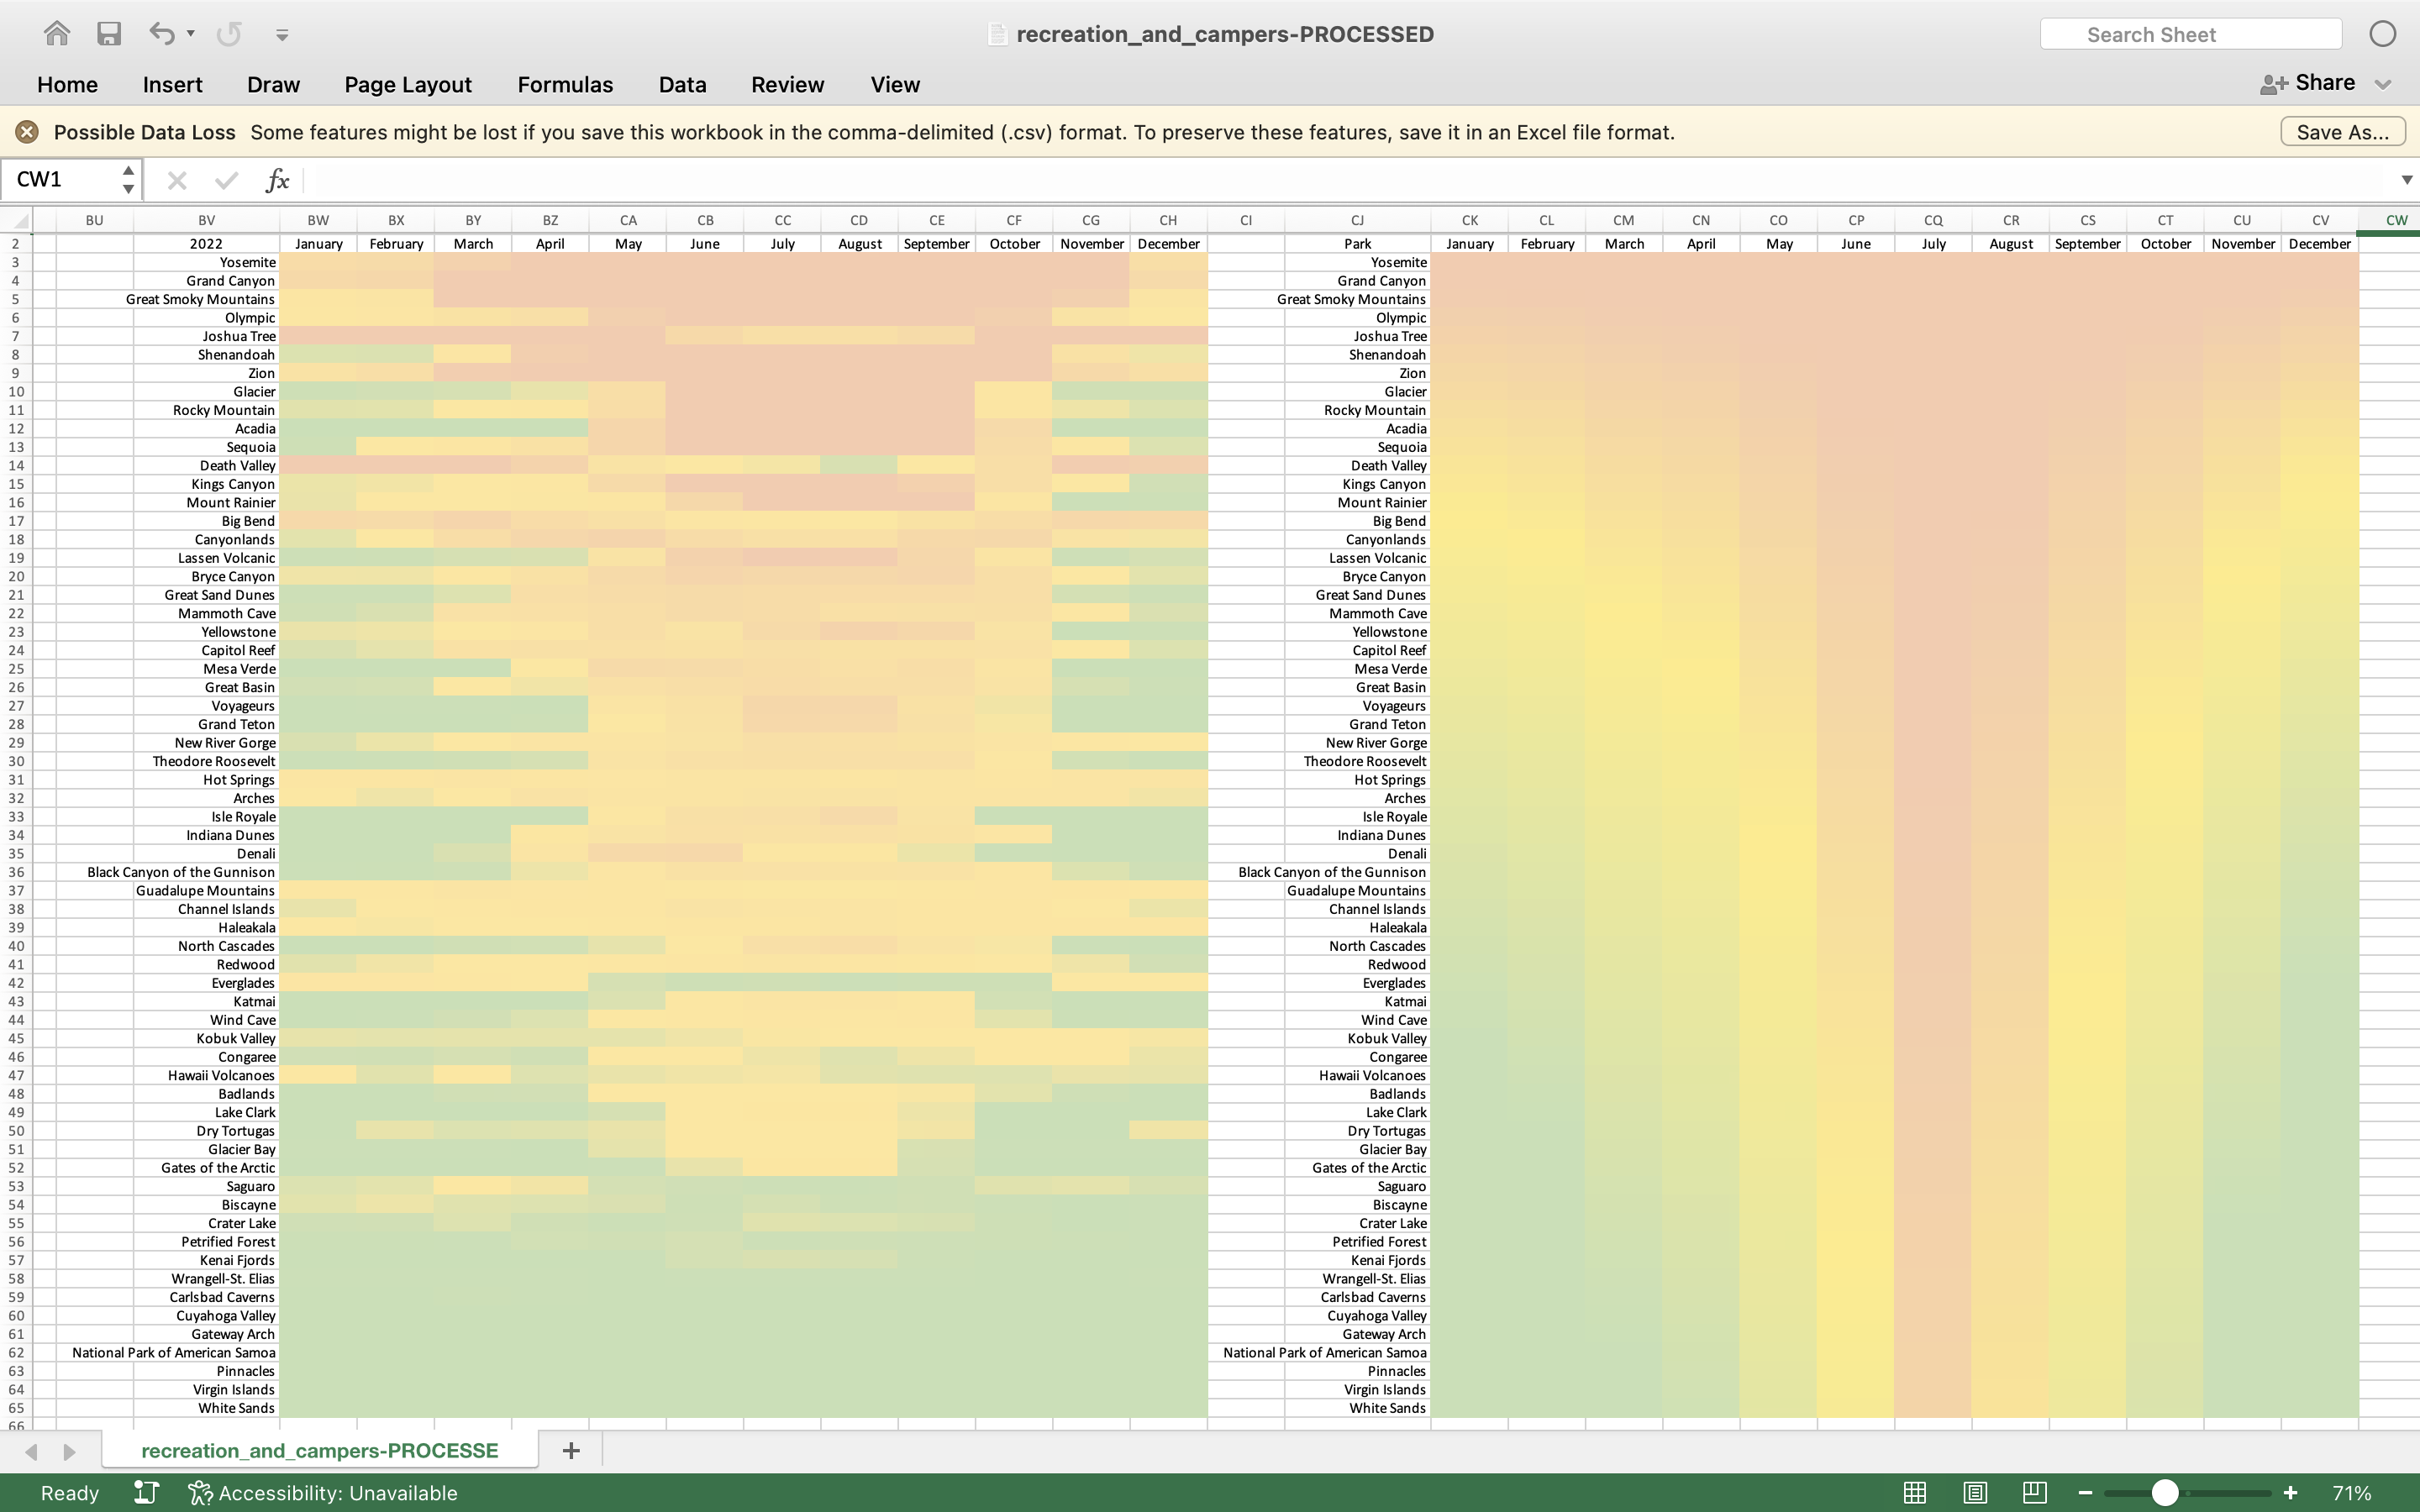 recreation_and_campers-PROCESSED
Search Sheet
Home Insert Draw Page Layout Formulas Data Review View Share
Possible Data Loss Some features might be lost if you save this workbook in the comma-delimited (.csv) format. To preserve these features, save it in an Excel file format. Save As...
CW1 fx
BU BV BW BX BY BZ CA CB CC CD CE CF CG CH CI CJ CK CL CM CN CO CP CQ CR CS CT CU CV CW
2 2022 January February March April May June July August September October November December Park January February March April May June July August September October November December
3 Yosemite Yosemite
4 Grand Canyon Grand Canyon
5 Great Smoky Mountains Great Smoky Mountains
6 Olympic Olympic
7 Joshua Tree Joshua Tree
8 Shenandoah Shenandoah
9 Zion Zion
10 Glacier Glacier
11 Rocky Mountain Rocky Mountain
12 Acadia Acadia
13 Sequoia Sequoia
14 Death Valley Death Valley
15 Kings Canyon Kings Canyon
16 Mount Rainier Mount Rainier
17 Big Bend Big Bend
18 Canyonlands Canyonlands
19 Lassen Volcanic Lassen Volcanic
20 Bryce Canyon Bryce Canyon
21 Great Sand Dunes Great Sand Dunes
22 Mammoth Cave Mammoth Cave
23 Yellowstone Yellowstone
24 Capitol Reef Capitol Reef
25 Mesa Verde Mesa Verde
26 Great Basin Great Basin
27 Voyageurs Voyageurs
28 Grand Teton Grand Teton
29 New River Gorge New River Gorge
30 Theodore Roosevelt Theodore Roosevelt
31 Hot Springs Hot Springs
32 Arches Arches
33 Isle Royale Isle Royale
34 Indiana Dunes Indiana Dunes
35 Denali Denali
36 Black Canyon of the Gunnison Black Canyon of the Gunnison
37 Guadalupe Mountains Guadalupe Mountains
38 Channel Islands Channel Islands
39 Haleakala Haleakala
40 North Cascades North Cascades
41 Redwood Redwood
42 Everglades Everglades
43 Katmai Katmai
44 Wind Cave Wind Cave
45 Kobuk Valley Kobuk Valley
46 Congaree Congaree
47 Hawaii Volcanoes Hawaii Volcanoes
48 Badlands Badlands
49 Lake Clark Lake Clark
50 Dry Tortugas Dry Tortugas
51 Glacier Bay Glacier Bay
52 Gates of the Arctic Gates of the Arctic
53 Saguaro Saguaro
54 Biscayne Biscayne
55 Crater Lake Crater Lake
56 Petrified Forest Petrified Forest
57 Kenai Fjords Kenai Fjords
58 Wrangell-St. Elias Wrangell-St. Elias
59 Carlsbad Caverns Carlsbad Caverns
60 Cuyahoga Valley Cuyahoga Valley
61 Gateway Arch Gateway Arch
62 National Park of American Samoa National Park of American Samoa
63 Pinnacles Pinnacles
64 Virgin Islands Virgin Islands
65 White Sands White Sands
66
recreation_and_campers-PROCESSE
Ready Accessibility: Unavailable 71%